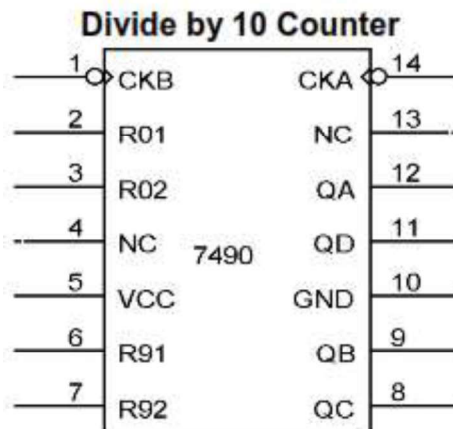 Divide by 10 Counter
1 CKB CKA 14
2 R01 NC 13
3 R02 QA 12
4 NC QD 11
7490
5 VCC GND 10
6 R91 QB 9
7 R92 QC 8